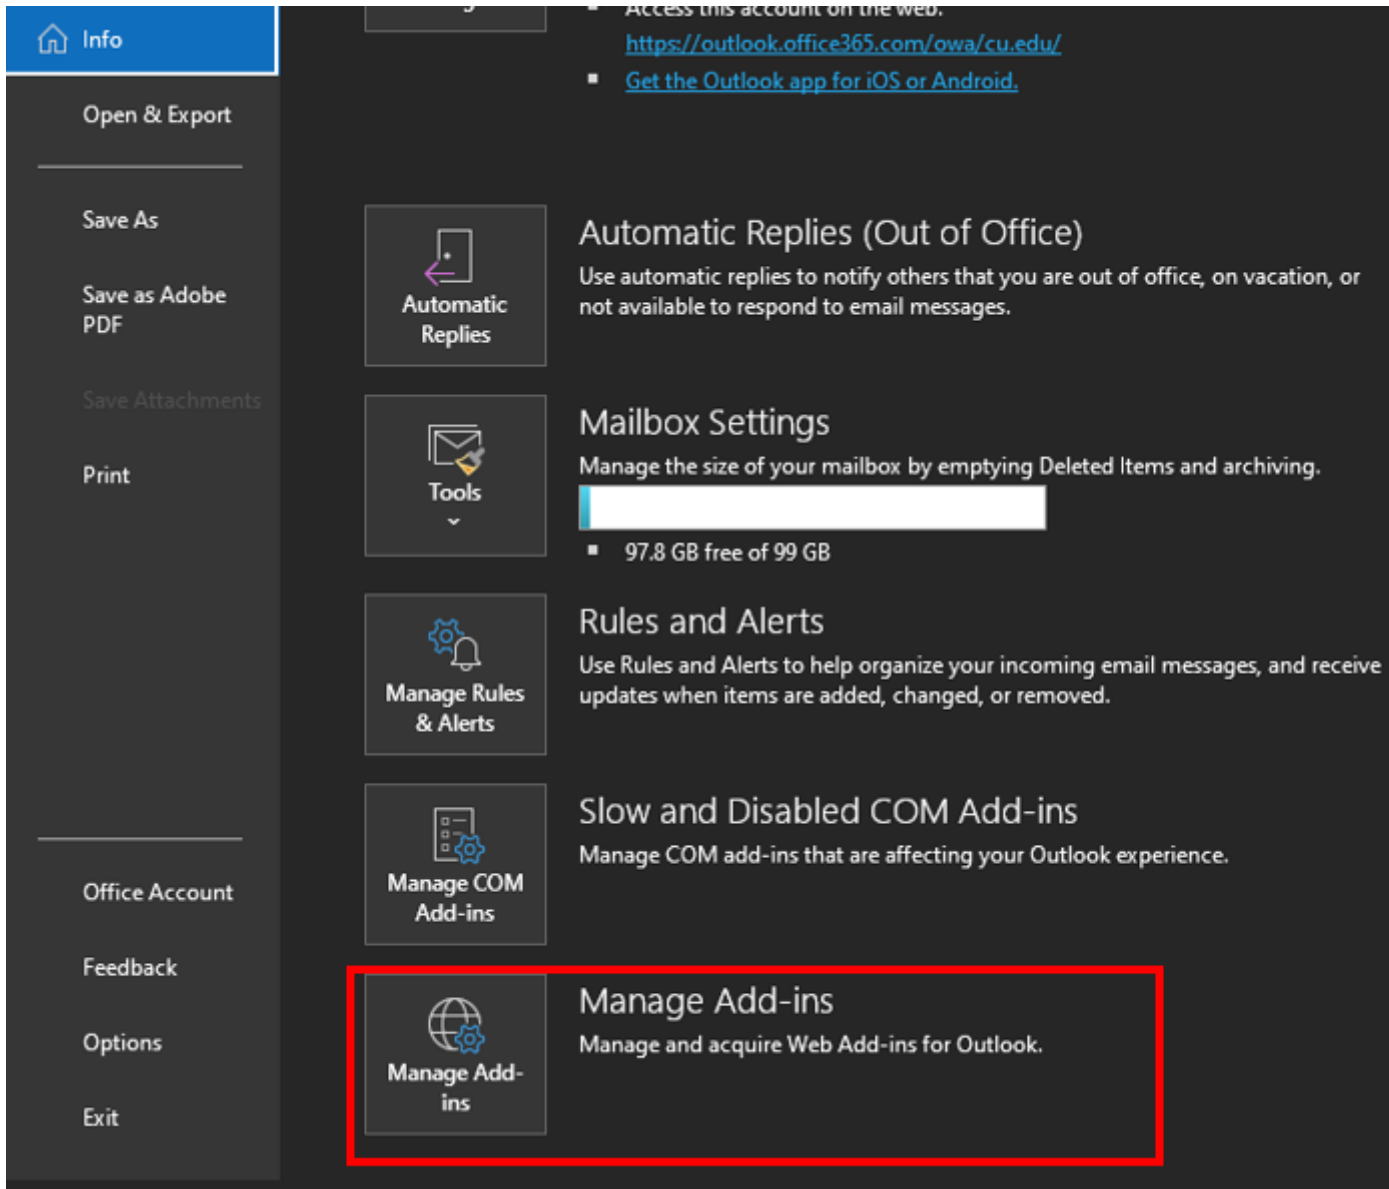 Info
Open & Export
Save As
Save as Adobe
PDF
Save Attachments
Print
Office Account
Feedback
Options
Exit
Access this account on the web.
https://outlook.office365.com/owa/cu.edu/
Get the Outlook app for iOS or Android.
Automatic
Replies
Automatic Replies (Out of Office)
Use automatic replies to notify others that you are out of office, on vacation, or
not available to respond to email messages.
Tools
Mailbox Settings
Manage the size of your mailbox by emptying Deleted Items and archiving.
97.8 GB free of 99 GB
Manage Rules
& Alerts
Rules and Alerts
Use Rules and Alerts to help organize your incoming email messages, and receive
updates when items are added, changed, or removed.
Manage COM
Add-ins
Slow and Disabled COM Add-ins
Manage COM add-ins that are affecting your Outlook experience.
Manage Add-
ins
Manage Add-ins
Manage and acquire Web Add-ins for Outlook.